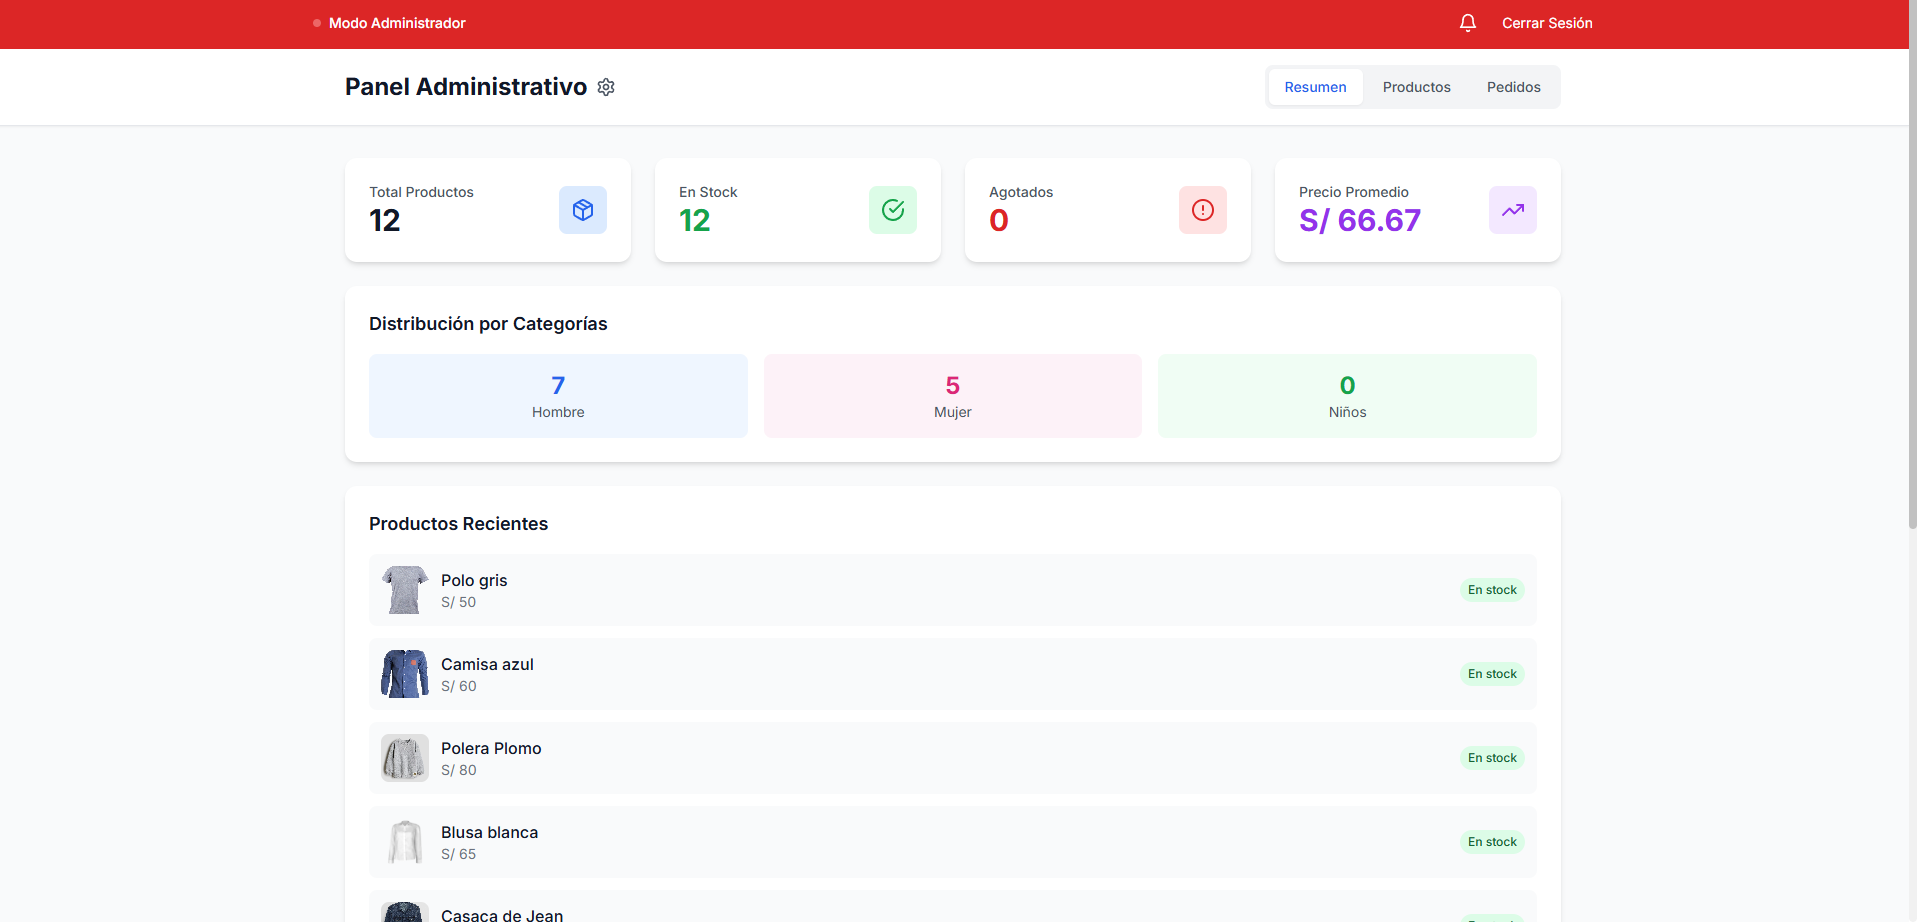 Modo Administrador
Cerrar Sesión
Panel Administrativo
Resumen
Productos
Pedidos
Total Productos
12
En Stock
12
Agotados
0
Precio Promedio
S/ 66.67
Distribución por Categorías
7
Hombre
5
Mujer
0
Niños
Productos Recientes
Polo gris
S/ 50
En stock
Camisa azul
S/ 60
En stock
Polera Plomo
S/ 80
En stock
Blusa blanca
S/ 65
En stock
Casaca de Jean